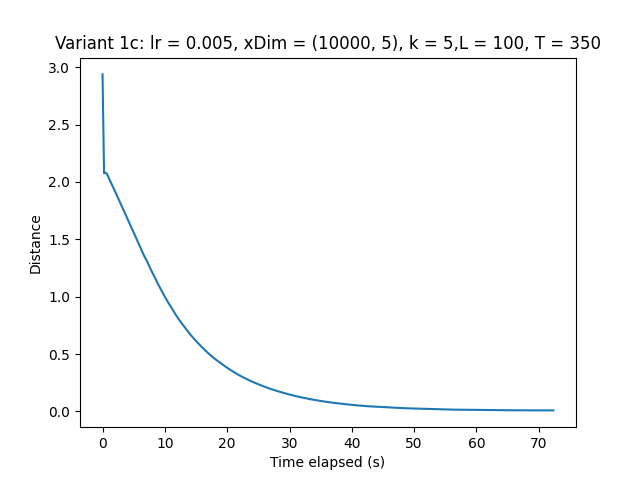 Variant 1c: lr = 0.005, xDim = (10000, 5), k = 5,L = 100, T = 350
3.0
2.5
2.0
1.5
1.0
0.5
0.0
Distance
0 10 20 30 40 50 60 70
Time elapsed (s)